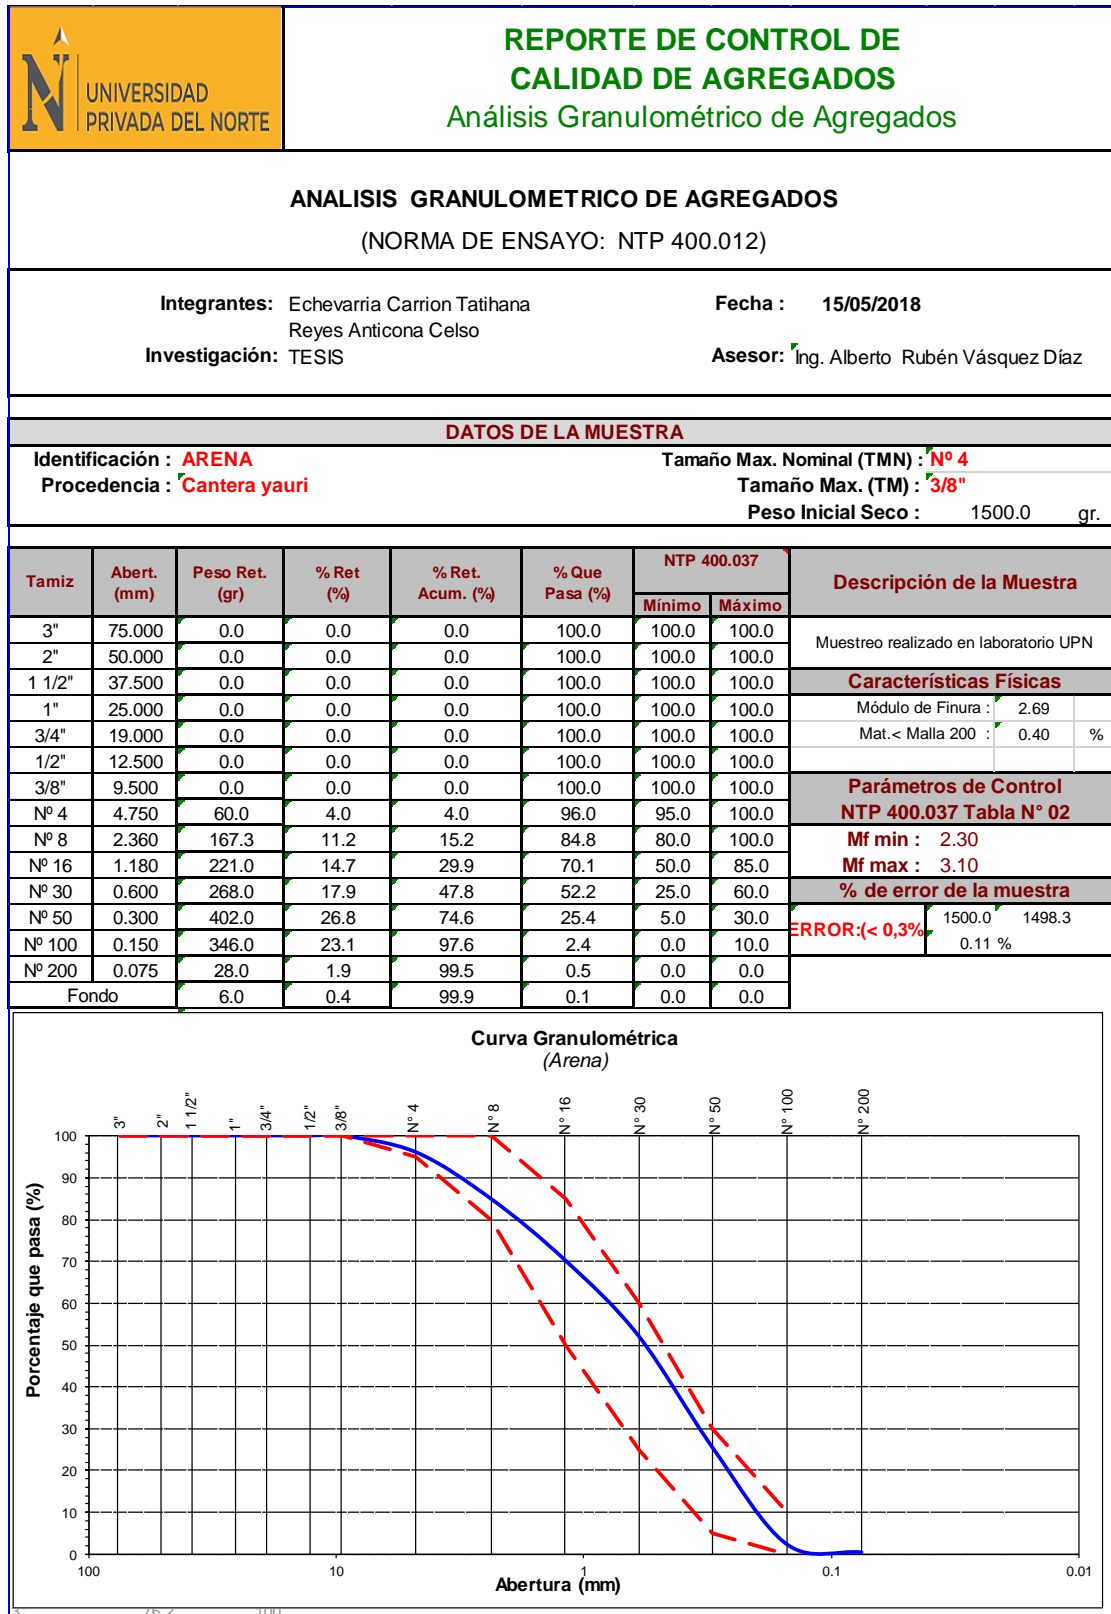 UNIVERSIDAD
PRIVADA DEL NORTE
REPORTE DE CONTROL DE
CALIDAD DE AGREGADOS
Análisis Granulométrico de Agregados
ANALISIS GRANULOMETRICO DE AGREGADOS
(NORMA DE ENSAYO: NTP 400.012)
Integrantes: Echevarria Carrion Tatihana Fecha : 15/05/2018
Reyes Anticona Celso
Investigación: TESIS Asesor: Ing. Alberto Rubén Vásquez Díaz
DATOS DE LA MUESTRA
Identificación : ARENA Tamaño Max. Nominal (TMN) : Nº 4
Procedencia : Cantera yauri Tamaño Max. (TM) : 3/8"
Peso Inicial Seco : 1500.0 gr.
Tamiz Abert. (mm) Peso Ret. (gr) % Ret (%) % Ret. Acum. (%) % Que Pasa (%) NTP 400.037 Mínimo Máximo Descripción de la Muestra
3" 75.000 0.0 0.0 0.0 100.0 100.0 100.0
Muestreo realizado en laboratorio UPN
2" 50.000 0.0 0.0 0.0 100.0 100.0 100.0
1 1/2" 37.500 0.0 0.0 0.0 100.0 100.0 100.0 Características Físicas
1" 25.000 0.0 0.0 0.0 100.0 100.0 100.0 Módulo de Finura : 2.69
3/4" 19.000 0.0 0.0 0.0 100.0 100.0 100.0 Mat.< Malla 200 : 0.40 %
1/2" 12.500 0.0 0.0 0.0 100.0 100.0 100.0
3/8" 9.500 0.0 0.0 0.0 100.0 100.0 100.0 Parámetros de Control
Nº 4 4.750 60.0 4.0 4.0 96.0 95.0 100.0 NTP 400.037 Tabla N° 02
Nº 8 2.360 167.3 11.2 15.2 84.8 80.0 100.0 Mf min : 2.30
Nº 16 1.180 221.0 14.7 29.9 70.1 50.0 85.0 Mf max : 3.10
Nº 30 0.600 268.0 17.9 47.8 52.2 25.0 60.0 % de error de la muestra
Nº 50 0.300 402.0 26.8 74.6 25.4 5.0 30.0 ERROR:(< 0,3% 1500.0 1498.3
Nº 100 0.150 346.0 23.1 97.6 2.4 0.0 10.0 0.11 %
Nº 200 0.075 28.0 1.9 99.5 0.5 0.0 0.0
Fondo 6.0 0.4 99.9 0.1 0.0 0.0
Curva Granulométrica
(Arena)
3" 2" 1 1/2" 1" 3/4" 1/2" 3/8" N° 4 N° 8 N° 16 N° 30 N° 50 N° 100 N° 200
Porcentaje que pasa (%)
100
90
80
70
60
50
40
30
20
10
0
100 10 1 0.1 0.01
Abertura (mm)